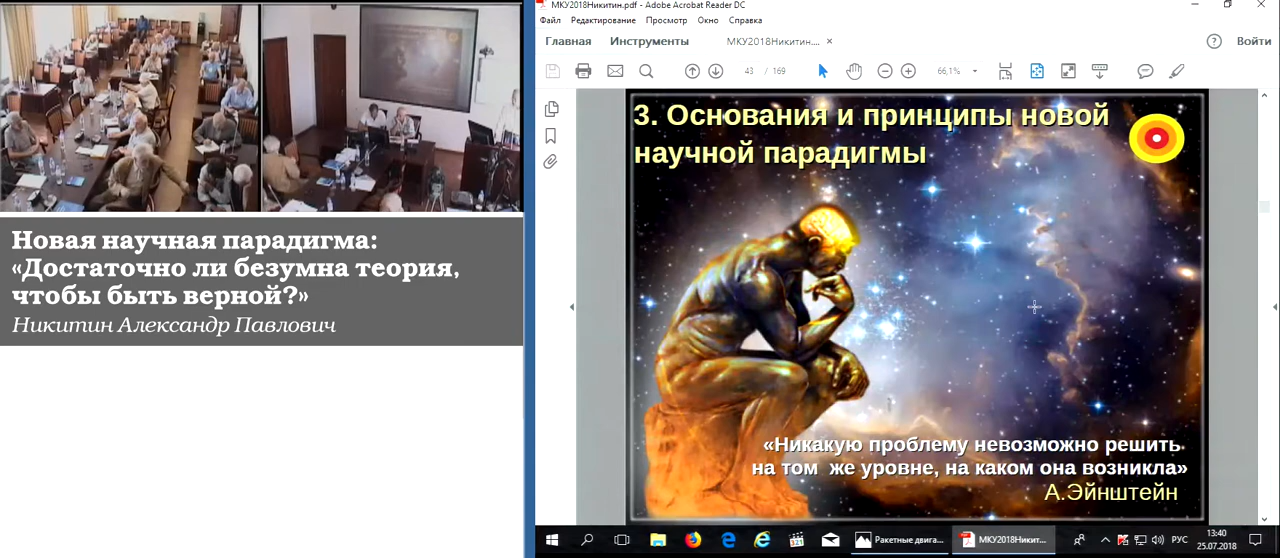 Новая научная парадигма:
«Достаточно ли безумна теория,
чтобы быть верной?»
Никитин Александр Павлович
МКУ2018Никитин.pdf - Adobe Acrobat Reader DC
Файл Редактирование Просмотр Окно Справка
Главная Инструменты МКУ2018Никитин.... ×
Войти
43 / 169
66,1%
3. Основания и принципы новой
научной парадигмы
«Никакую проблему невозможно решить
на том же уровне, на каком она возникла»
А.Эйнштейн
321
Ракетные двига...
МКУ2018Никит...
РУС
13:40
25.07.2018